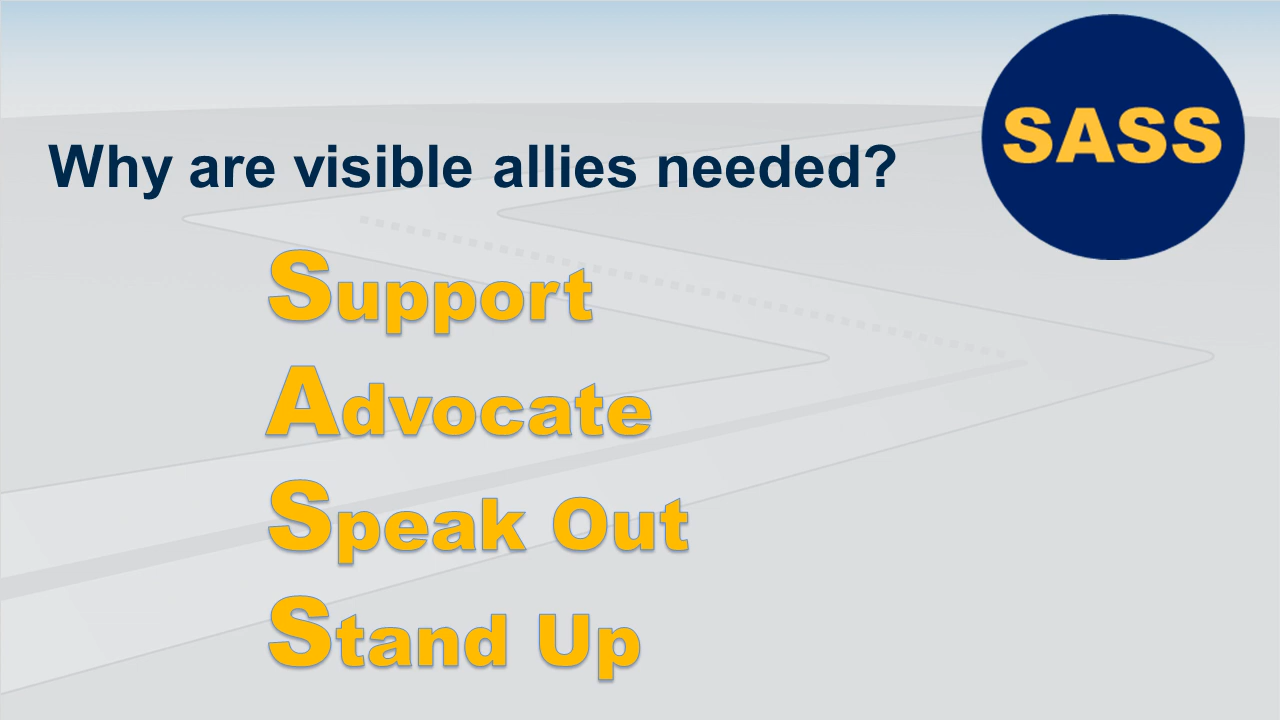 SASS
Why are visible allies needed?
Support
Advocate
Speak Out
Stand Up